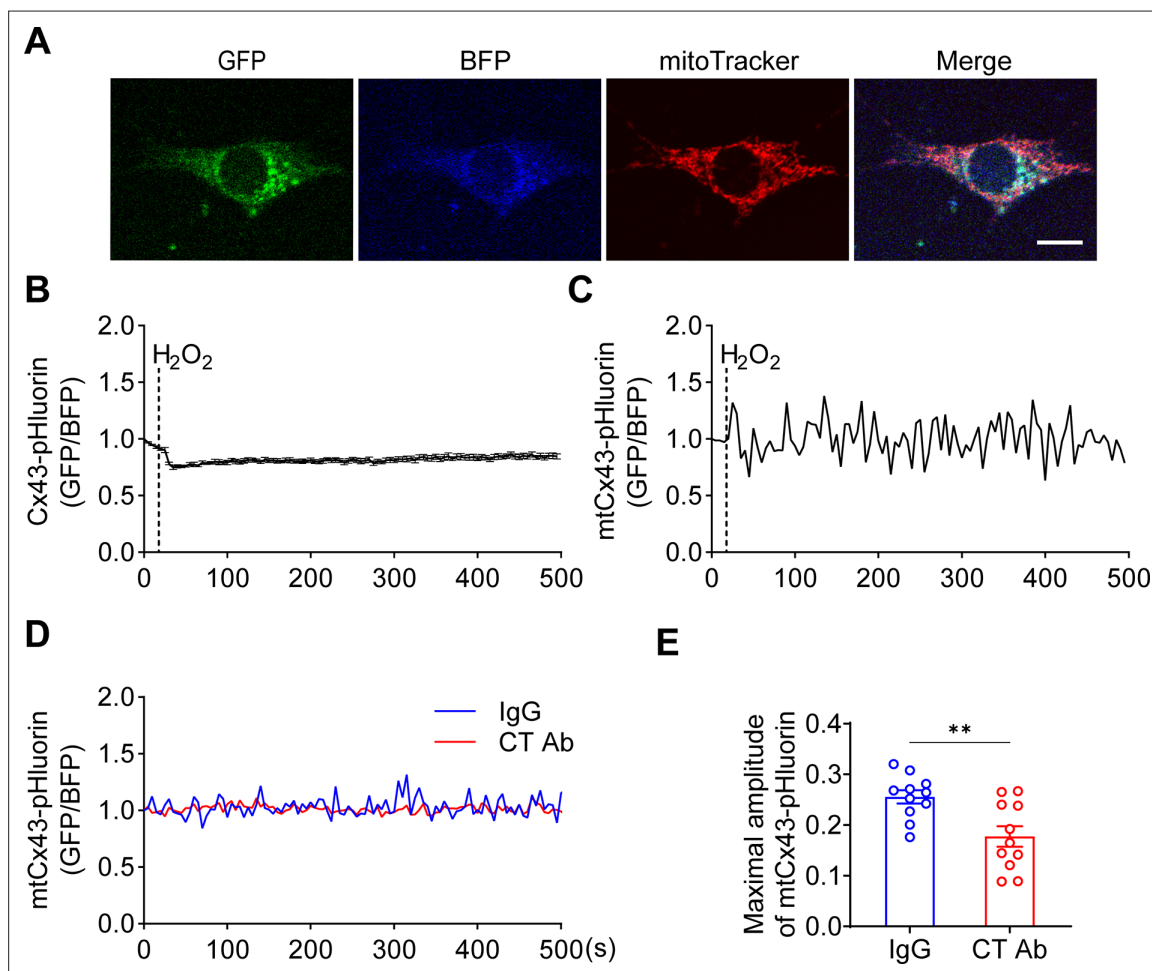 A
GFP BFP mitoTracker Merge
B
Cx43-pHluorin
(GFP/BFP)
2.0
1.5
1.0
0.5
0.0
H₂O₂
0 100 200 300 400 500
C
mtCx43-pHluorin
(GFP/BFP)
2.0
1.5
1.0
0.5
0.0
H₂O₂
0 100 200 300 400 500
D
mtCx43-pHluorin
(GFP/BFP)
2.0
1.5
1.0
0.5
0.0
IgG
CT Ab
0 100 200 300 400 500(s)
E
Maximal amplitude
of mtCx43-pHluorin
0.4
0.3
0.2
0.1
0.0
**
IgG CT Ab